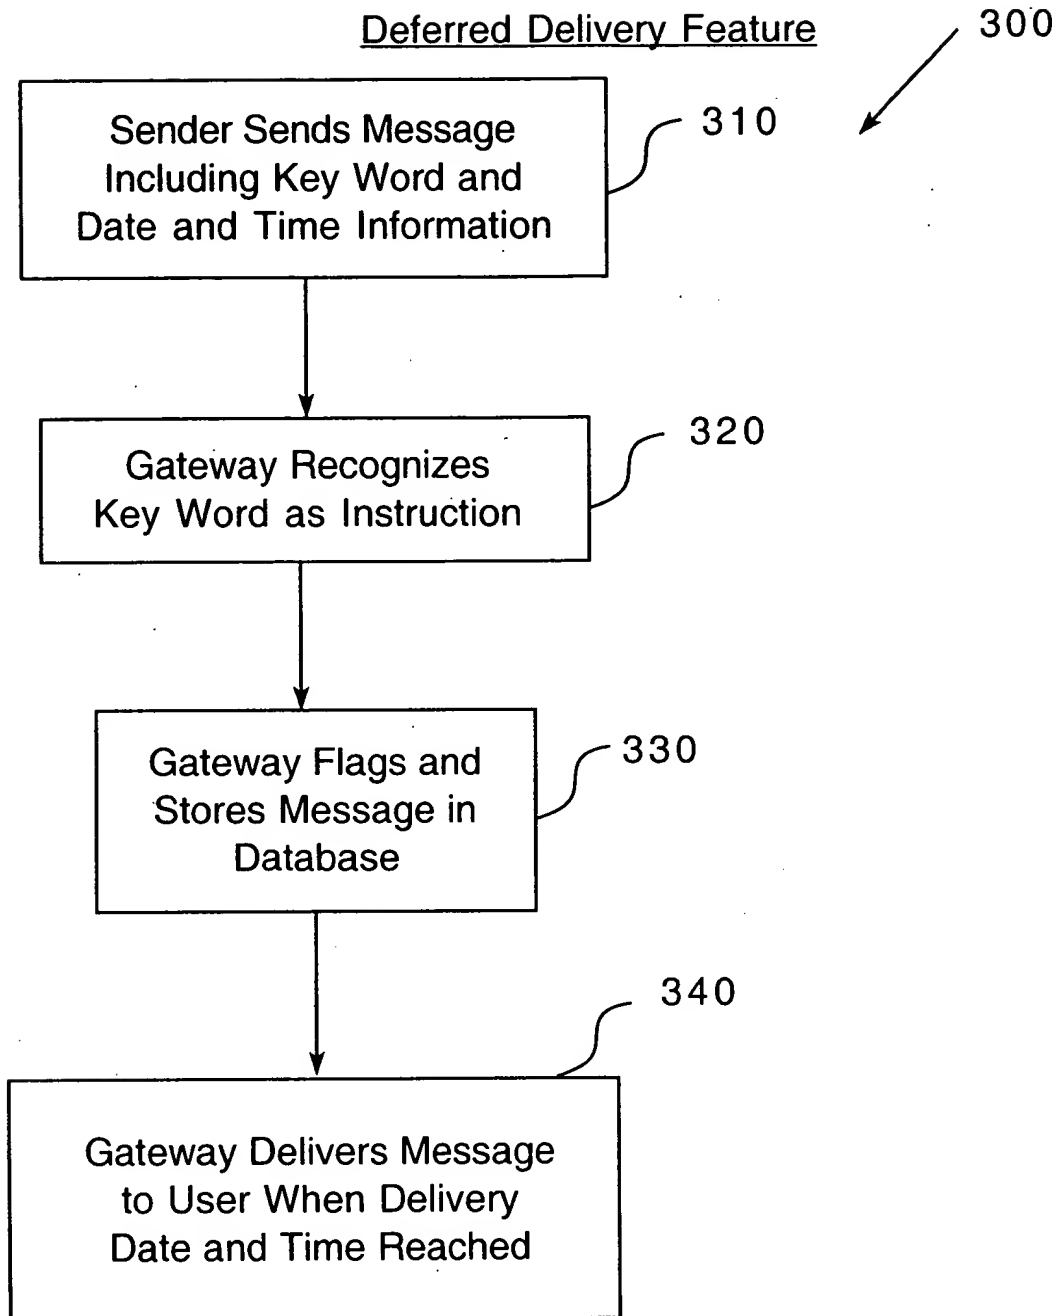 Deferred Delivery Feature
300
Sender Sends Message
Including Key Word and
Date and Time Information
310
Gateway Recognizes
Key Word as Instruction
320
Gateway Flags and
Stores Message in
Database
330
340
Gateway Delivers Message
to User When Delivery
Date and Time Reached